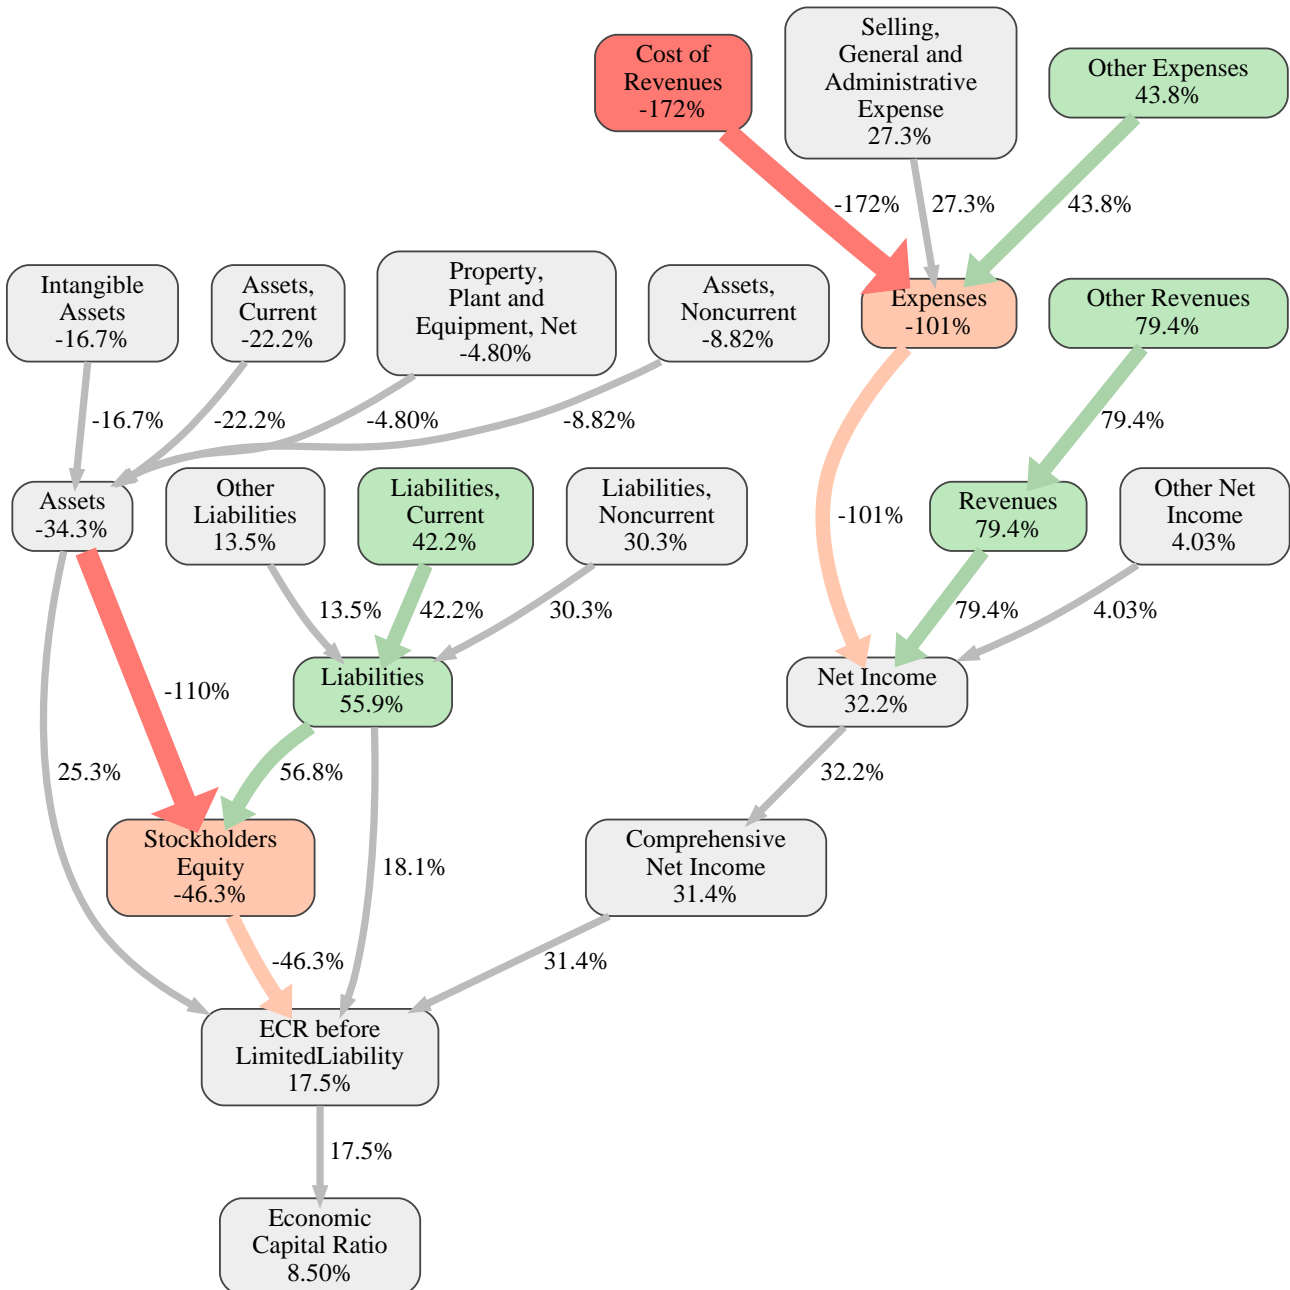 Cost of
Revenues
-172%
Selling,
General and
Administrative
Expense
27.3%
Other Expenses
43.8%
-172%
27.3%
43.8%
Intangible
Assets
-16.7%
Assets,
Current
-22.2%
Property,
Plant and
Equipment, Net
-4.80%
Assets,
Noncurrent
-8.82%
Expenses
-101%
Other Revenues
79.4%
-16.7%
-22.2%
-4.80%
-8.82%
79.4%
Assets
-34.3%
Other
Liabilities
13.5%
Liabilities,
Current
42.2%
Liabilities,
Noncurrent
30.3%
-101%
Revenues
79.4%
Other Net
Income
4.03%
13.5%
42.2%
30.3%
79.4%
4.03%
-110%
Liabilities
55.9%
Net Income
32.2%
25.3%
56.8%
32.2%
Stockholders
Equity
-46.3%
18.1%
Comprehensive
Net Income
31.4%
-46.3%
31.4%
ECR before
LimitedLiability
17.5%
17.5%
Economic
Capital Ratio
8.50%